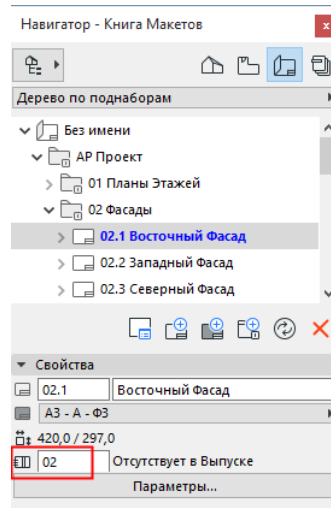 Навигатор - Книга Макетов
Дерево по поднаборам
Без имени
АР Проект
01 Планы Этажей
02 Фасады
02.1 Восточный Фасад
02.2 Западный Фасад
02.3 Северный Фасад
Свойства
02.1 Восточный Фасад
А3 - А - Ф3
420,0 / 297,0
02 Отсутствует в Выпуске
Параметры...